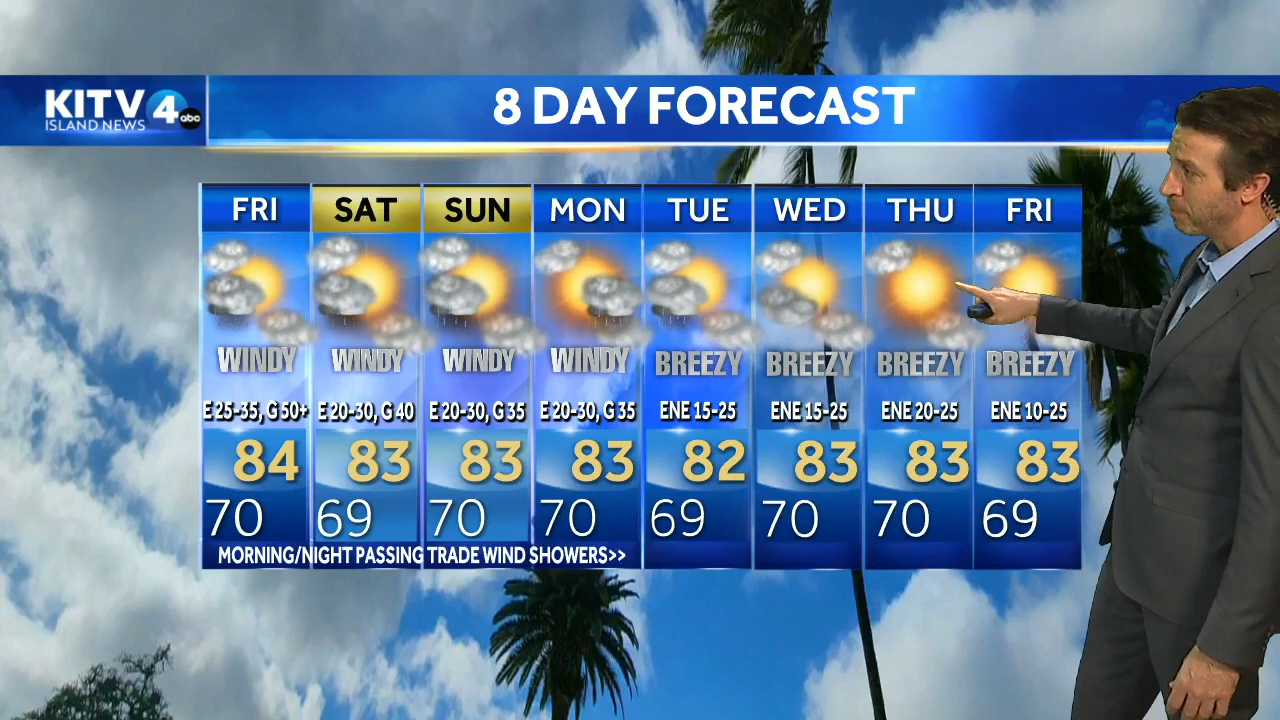 KITV 4 abc
ISLAND NEWS
8 DAY FORECAST
FRI SAT SUN MON TUE WED THU FRI
WINDY WINDY WINDY WINDY BREEZY BREEZY BREEZY BREEZY
E 25-35, G 50+ E 20-30, G 40 E 20-30, G 35 E 20-30, G 35 ENE 15-25 ENE 15-25 ENE 20-25 ENE 10-25
84 83 83 83 82 83 83 83
70 69 70 70 69 70 70 69
MORNING/NIGHT PASSING TRADE WIND SHOWERS>>